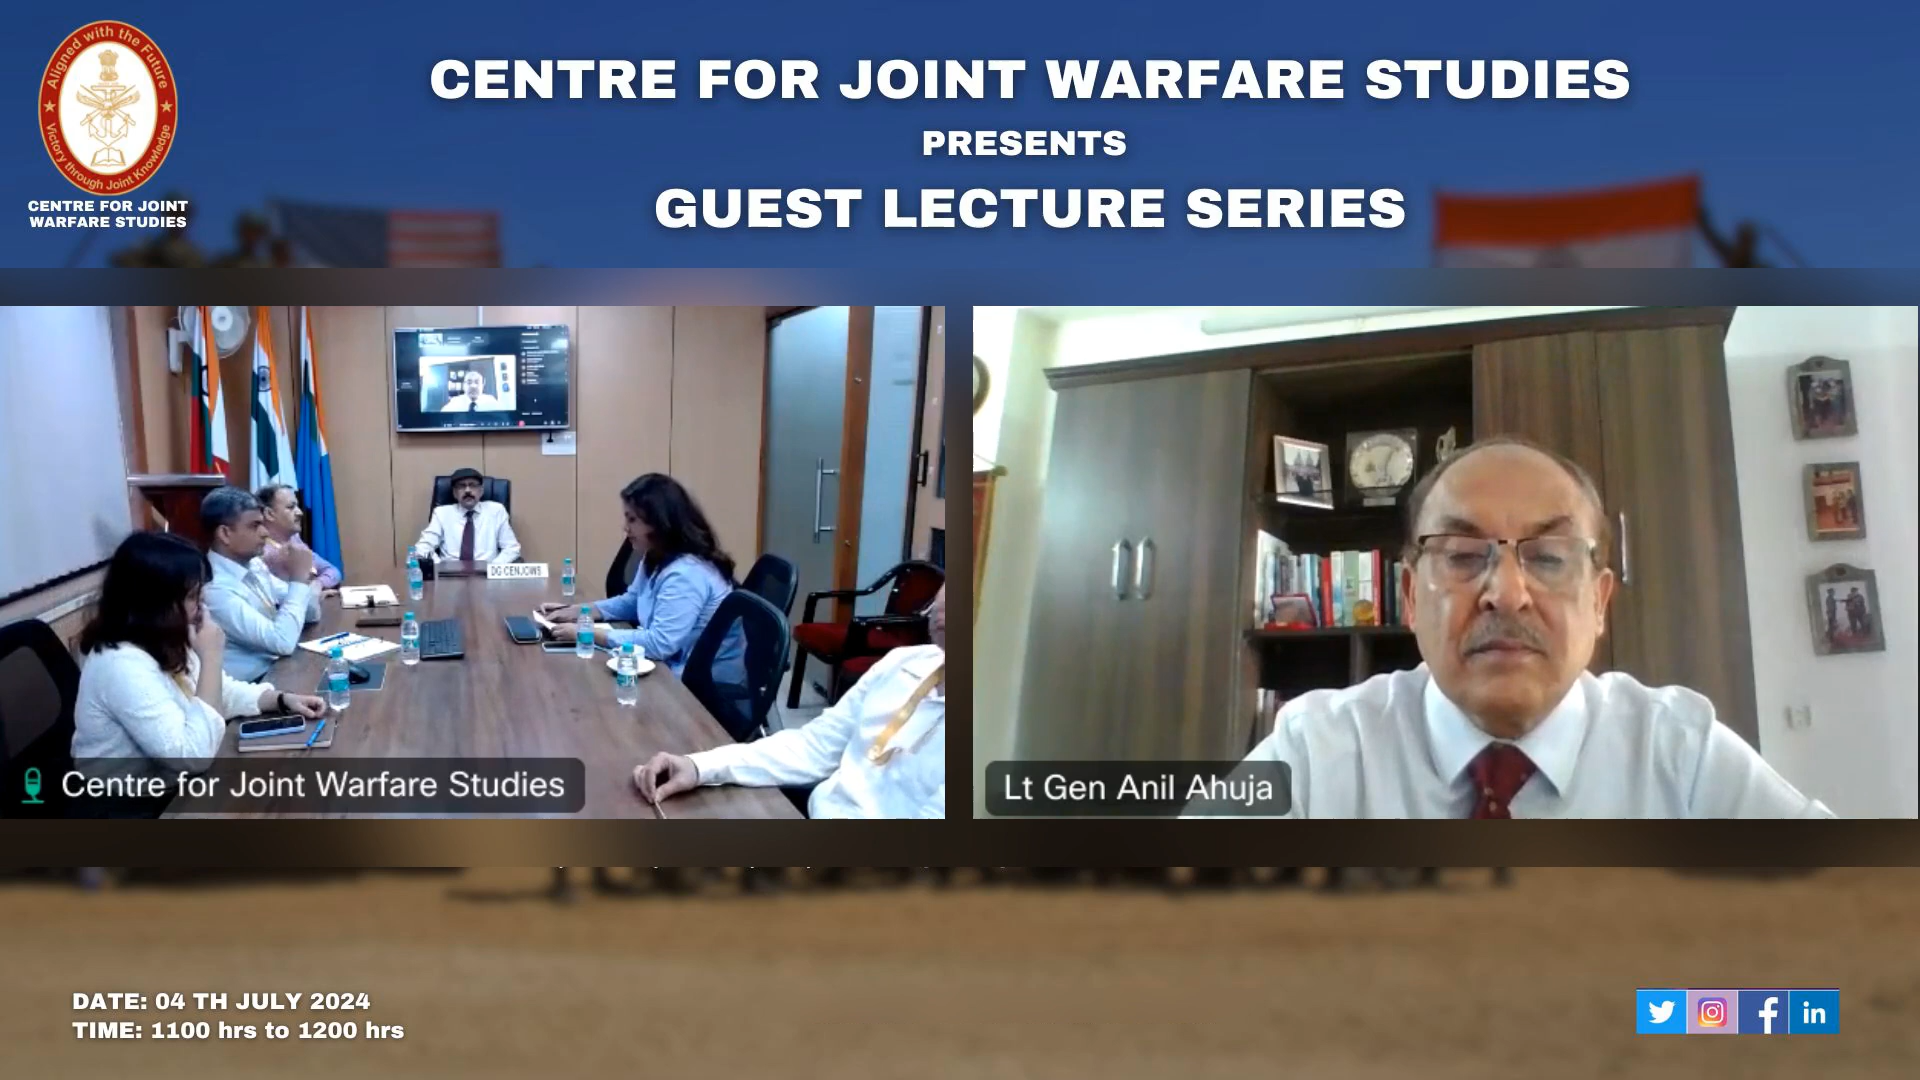 Aligned with the Future
Victory through Joint Knowledge
CENTRE FOR JOINT
WARFARE STUDIES
CENTRE FOR JOINT WARFARE STUDIES
PRESENTS
GUEST LECTURE SERIES
DG CENJOWS
Centre for Joint Warfare Studies
Lt Gen Anil Ahuja
DATE: 04 TH JULY 2024
TIME: 1100 hrs to 1200 hrs
in